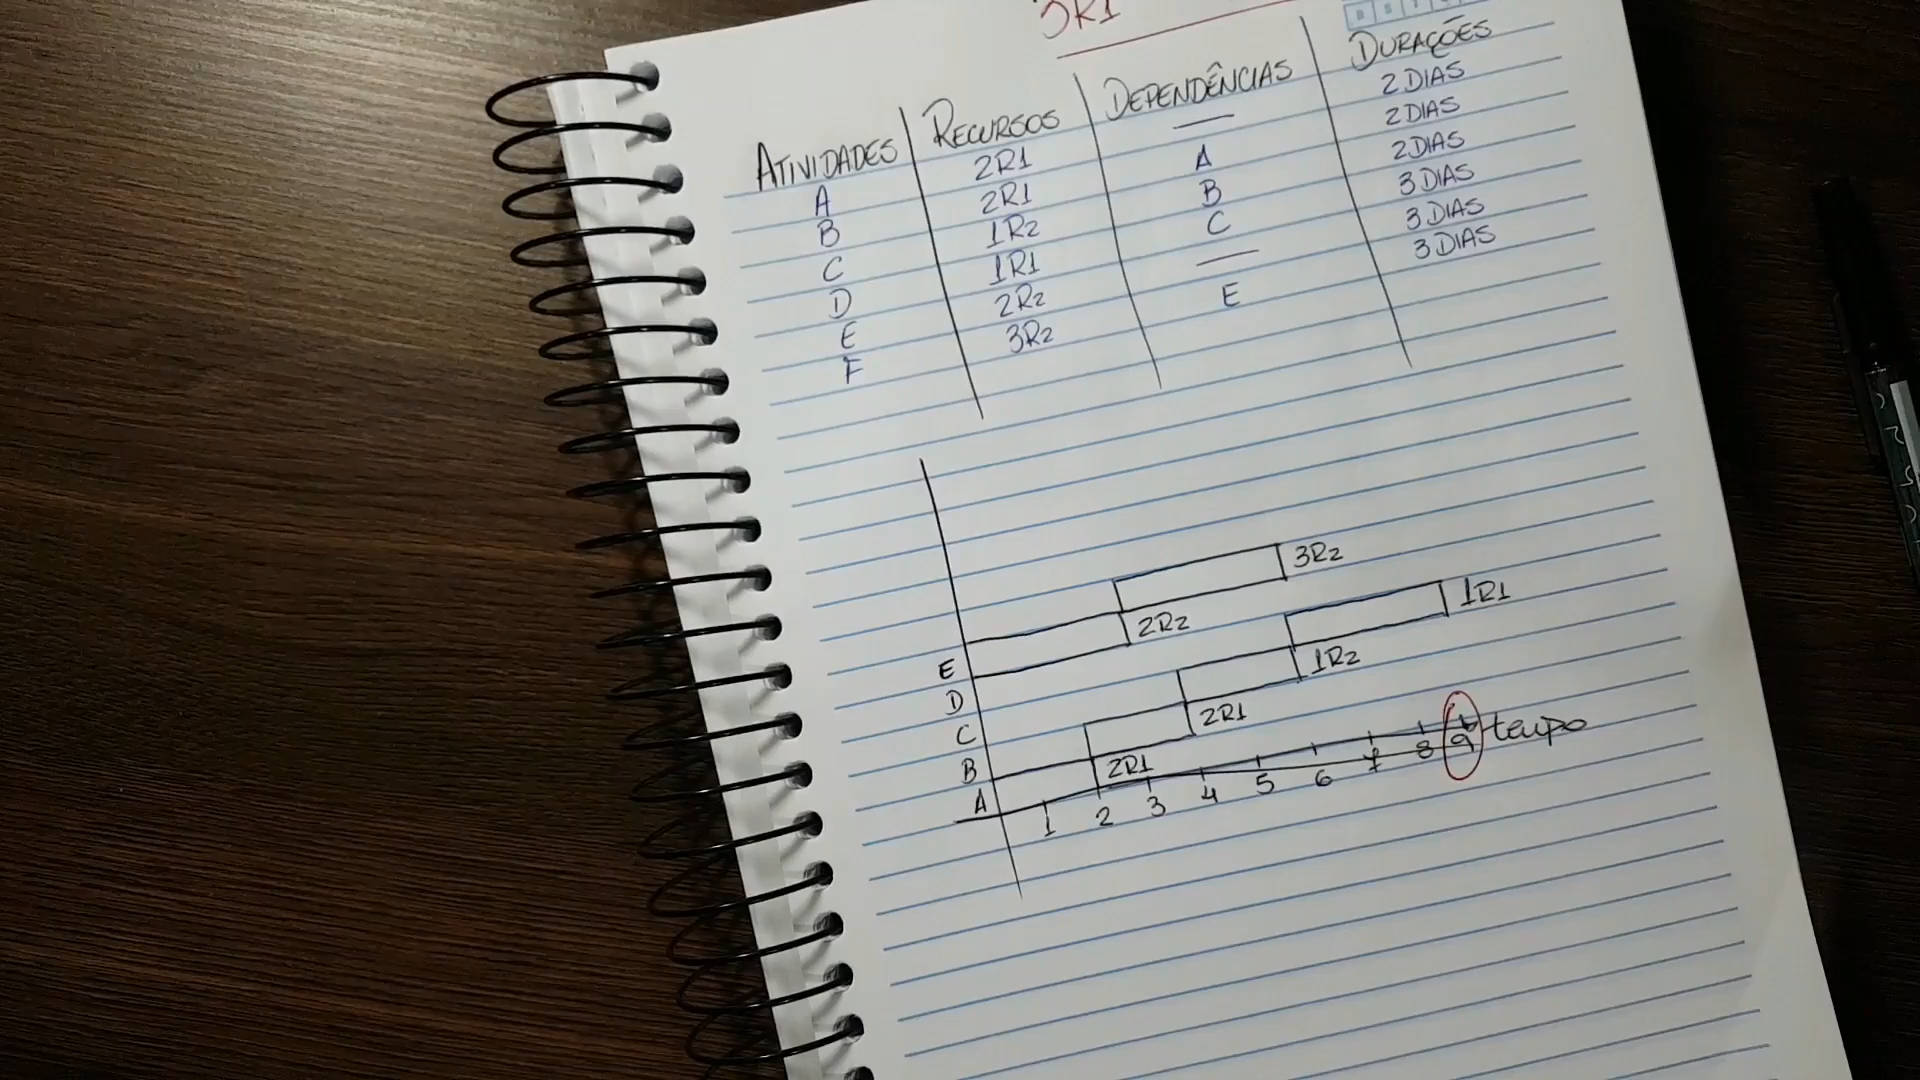 3R1
ATIVIDADES RECURSOS DEPENDÊNCIAS DURAÇÕES
A 2R1 — 2 DIAS
B 2R1 A 2 DIAS
C 1R2 B 2 DIAS
D 1R1 C 3 DIAS
E 2R2 — 3 DIAS
F 3R2 E 3 DIAS
3R2
1R1
E 2R2
D 1R2
C 2R1
B 2R1
A
1 2 3 4 5 6 7 8 9 tempo